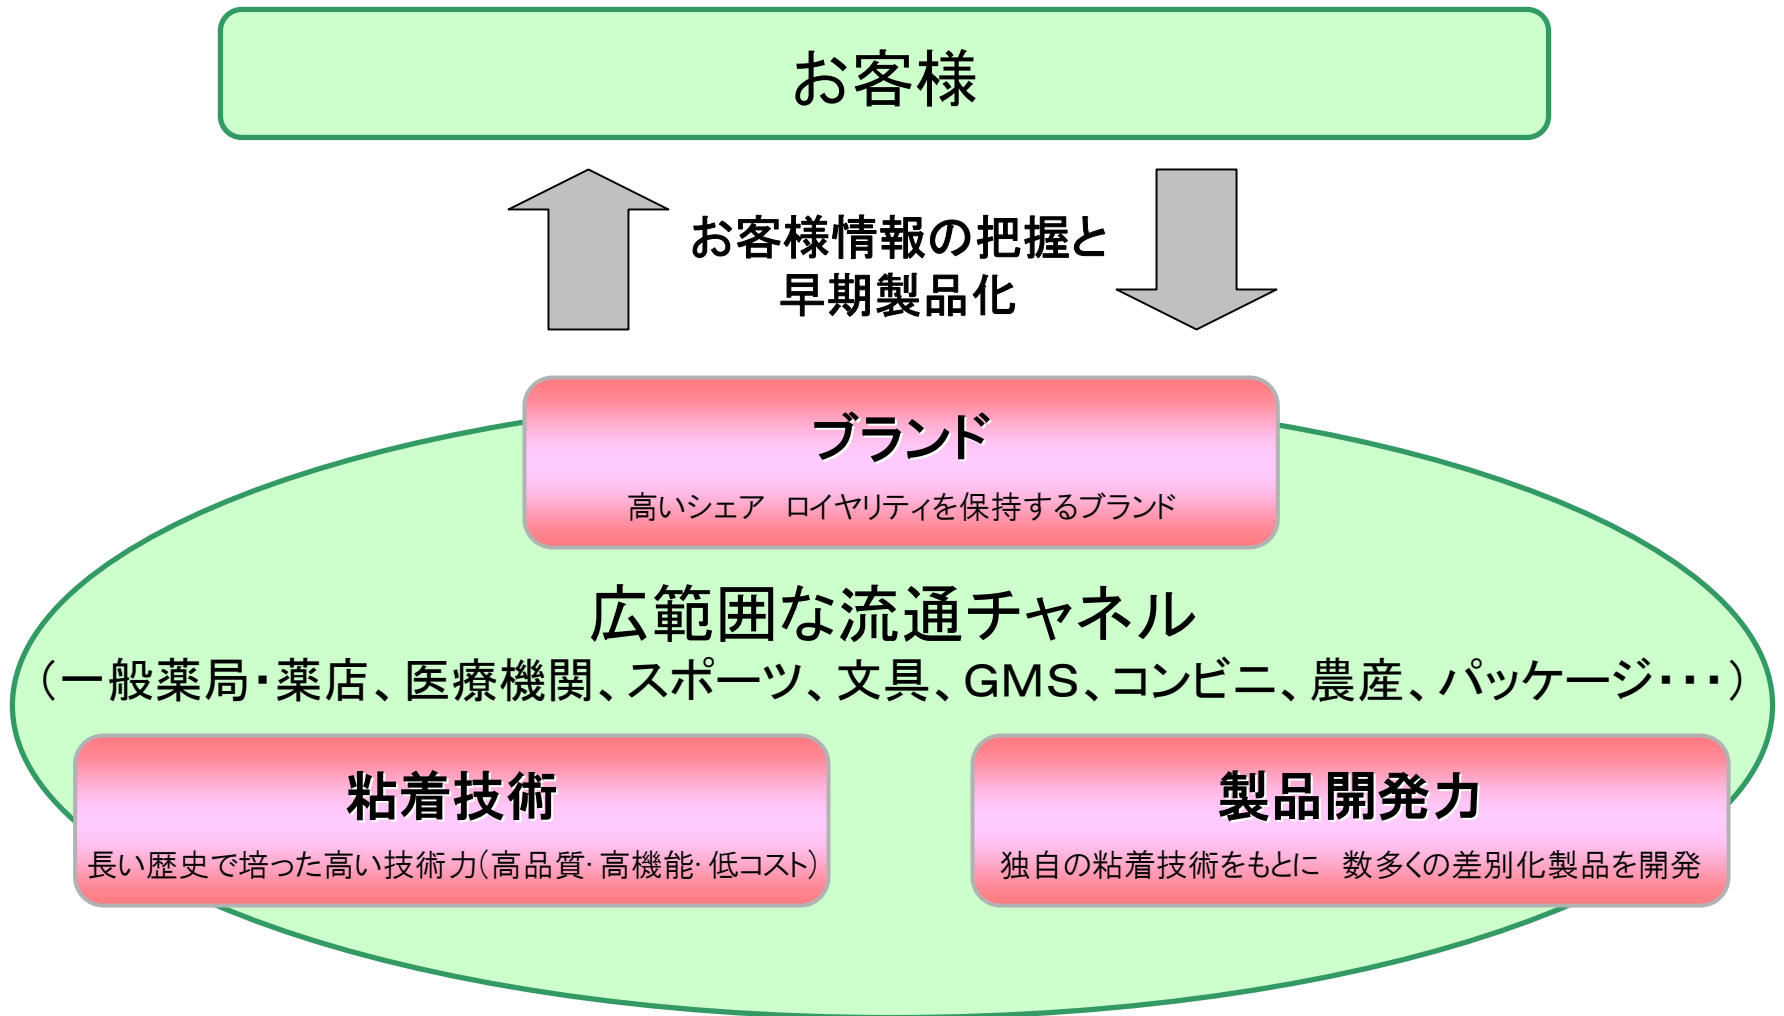 お客様
お客様情報の把握と
早期製品化
ブランド
高いシェア　ロイヤリティを保持するブランド
広範囲な流通チャネル
（一般薬局・薬店、医療機関、スポーツ、文具、GMS、コンビニ、農産、パッケージ・・・）
粘着技術
長い歴史で培った高い技術力（高品質・高機能・低コスト）
製品開発力
独自の粘着技術をもとに　数多くの差別化製品を開発